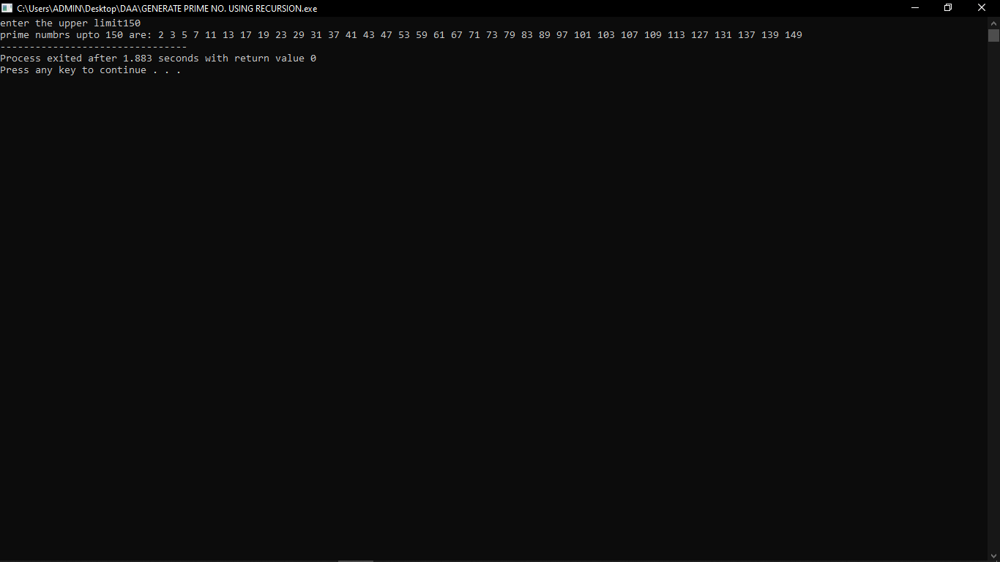 C:\Users\ADMIN\Desktop\DAA\GENERATE PRIME NO. USING RECURSION.exe
enter the upper limit150
prime numbrs upto 150 are: 2 3 5 7 11 13 17 19 23 29 31 37 41 43 47 53 59 61 67 71 73 79 83 89 97 101 103 107 109 113 127 131 137 139 149
--------------------------------
Process exited after 1.883 seconds with return value 0
Press any key to continue . . .